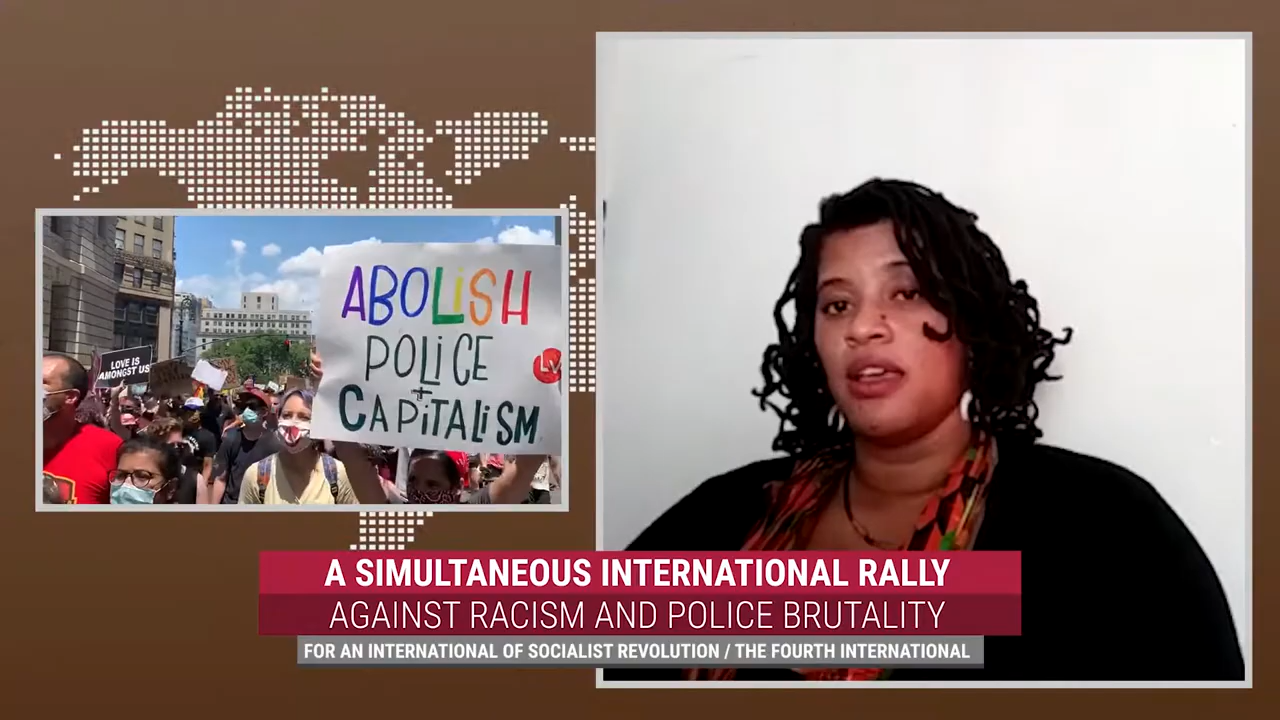 LOVE IS
AMONGST US
ABOLiSH
POLiCE
+
CAPiTALiSM
A SIMULTANEOUS INTERNATIONAL RALLY
AGAINST RACISM AND POLICE BRUTALITY
FOR AN INTERNATIONAL OF SOCIALIST REVOLUTION / THE FOURTH INTERNATIONAL